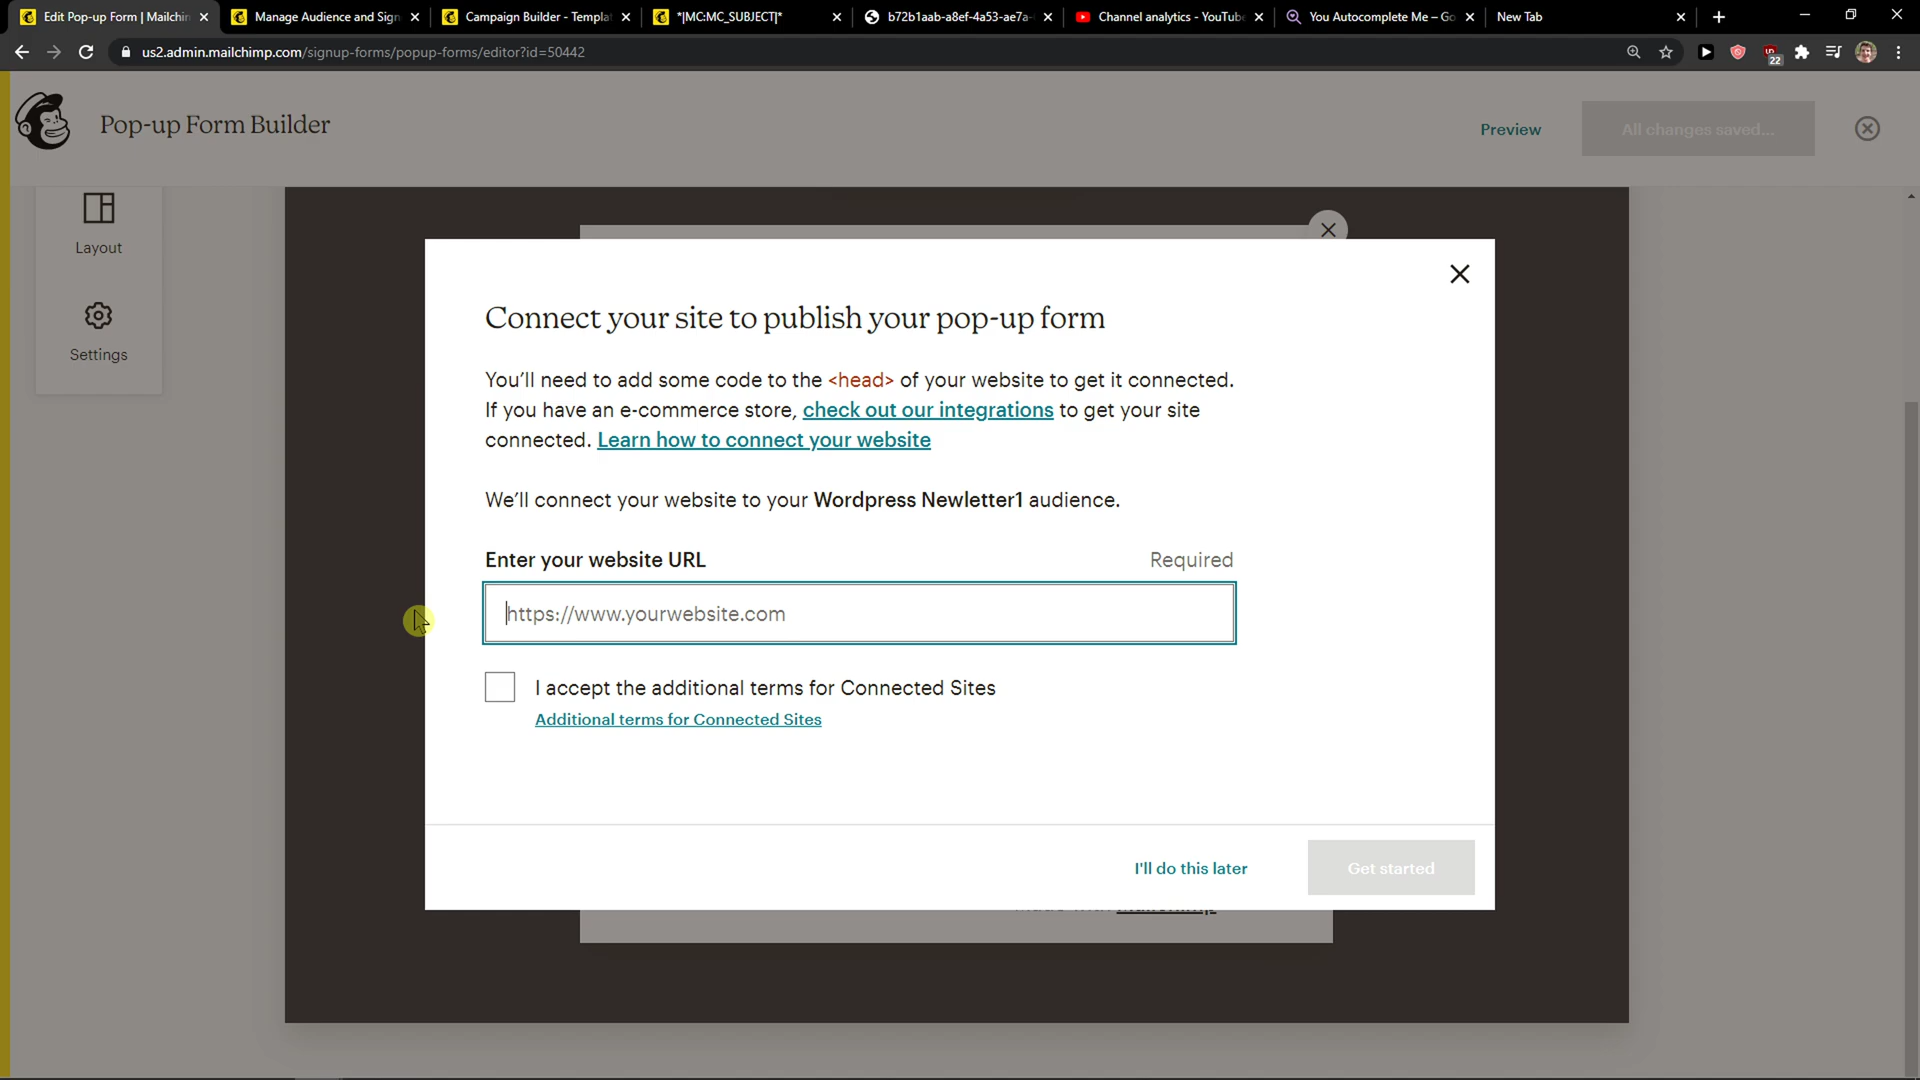 Edit Pop-up Form | Mailchin
Manage Audience and Sign
Campaign Builder - Templat
*|MC:MC_SUBJECT|*
b72b1aab-a8ef-4a53-ae7a-
Channel analytics - YouTube
You Autocomplete Me – Go
New Tab
us2.admin.mailchimp.com/signup-forms/popup-forms/editor?id=50442
22
Pop-up Form Builder
Preview
All changes saved...
Layout
Settings
Connect your site to publish your pop-up form
You'll need to add some code to the <head> of your website to get it connected.
If you have an e-commerce store, check out our integrations to get your site
connected. Learn how to connect your website
We'll connect your website to your Wordpress Newletter1 audience.
Enter your website URL
Required
https://www.yourwebsite.com
I accept the additional terms for Connected Sites
Additional terms for Connected Sites
I'll do this later
Get started